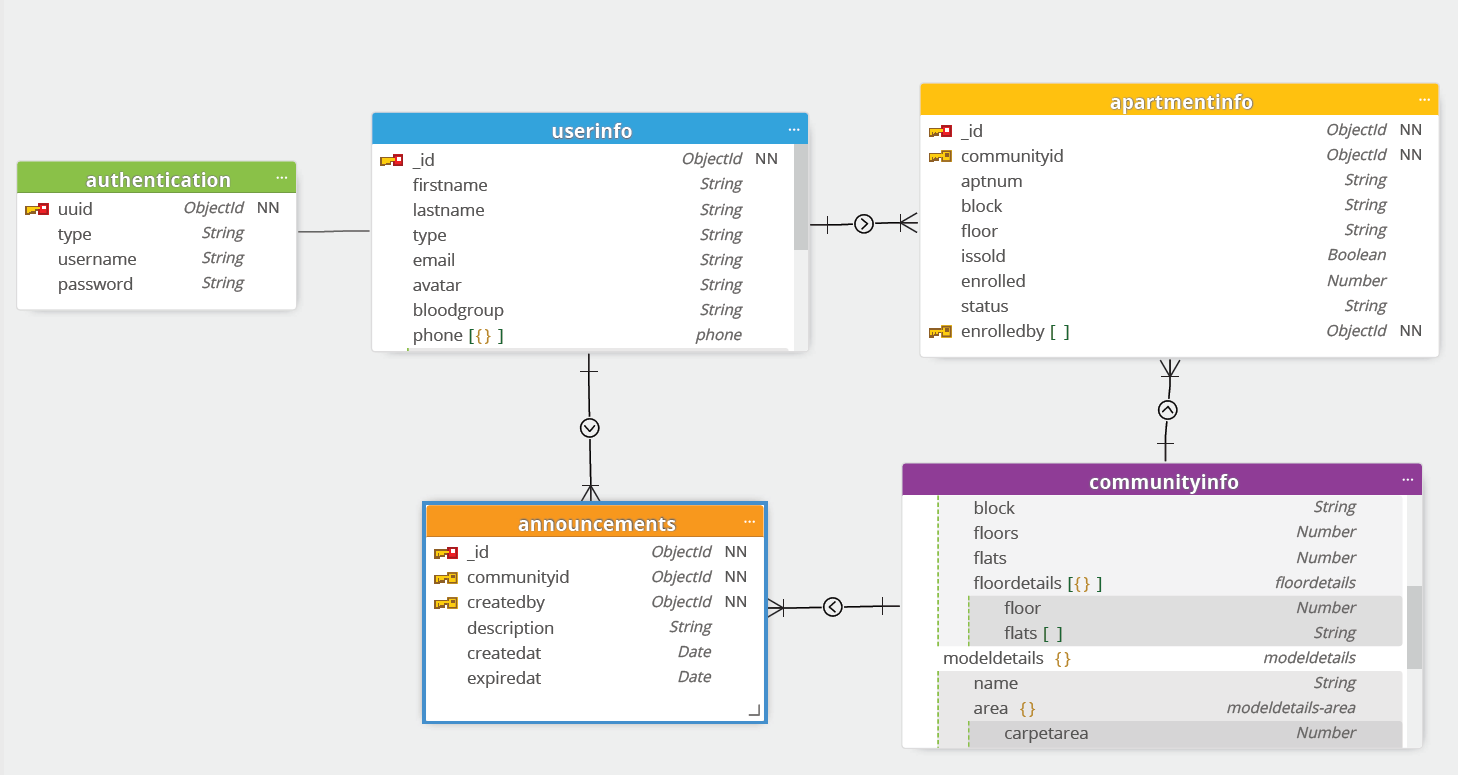 authentication ...
uuid ObjectId NN
type String
username String
password String
userinfo ...
_id ObjectId NN
firstname String
lastname String
type String
email String
avatar String
bloodgroup String
phone [{} ] phone
apartmentinfo ...
_id ObjectId NN
communityid ObjectId NN
aptnum String
block String
floor String
issold Boolean
enrolled Number
status String
enrolledby [ ] ObjectId NN
announcements ...
_id ObjectId NN
communityid ObjectId NN
createdby ObjectId NN
description String
createdat Date
expiredat Date
communityinfo ...
block String
floors Number
flats Number
floordetails [{} ] floordetails
floor Number
flats [ ] String
modeldetails {} modeldetails
name String
area {} modeldetails-area
carpetarea Number